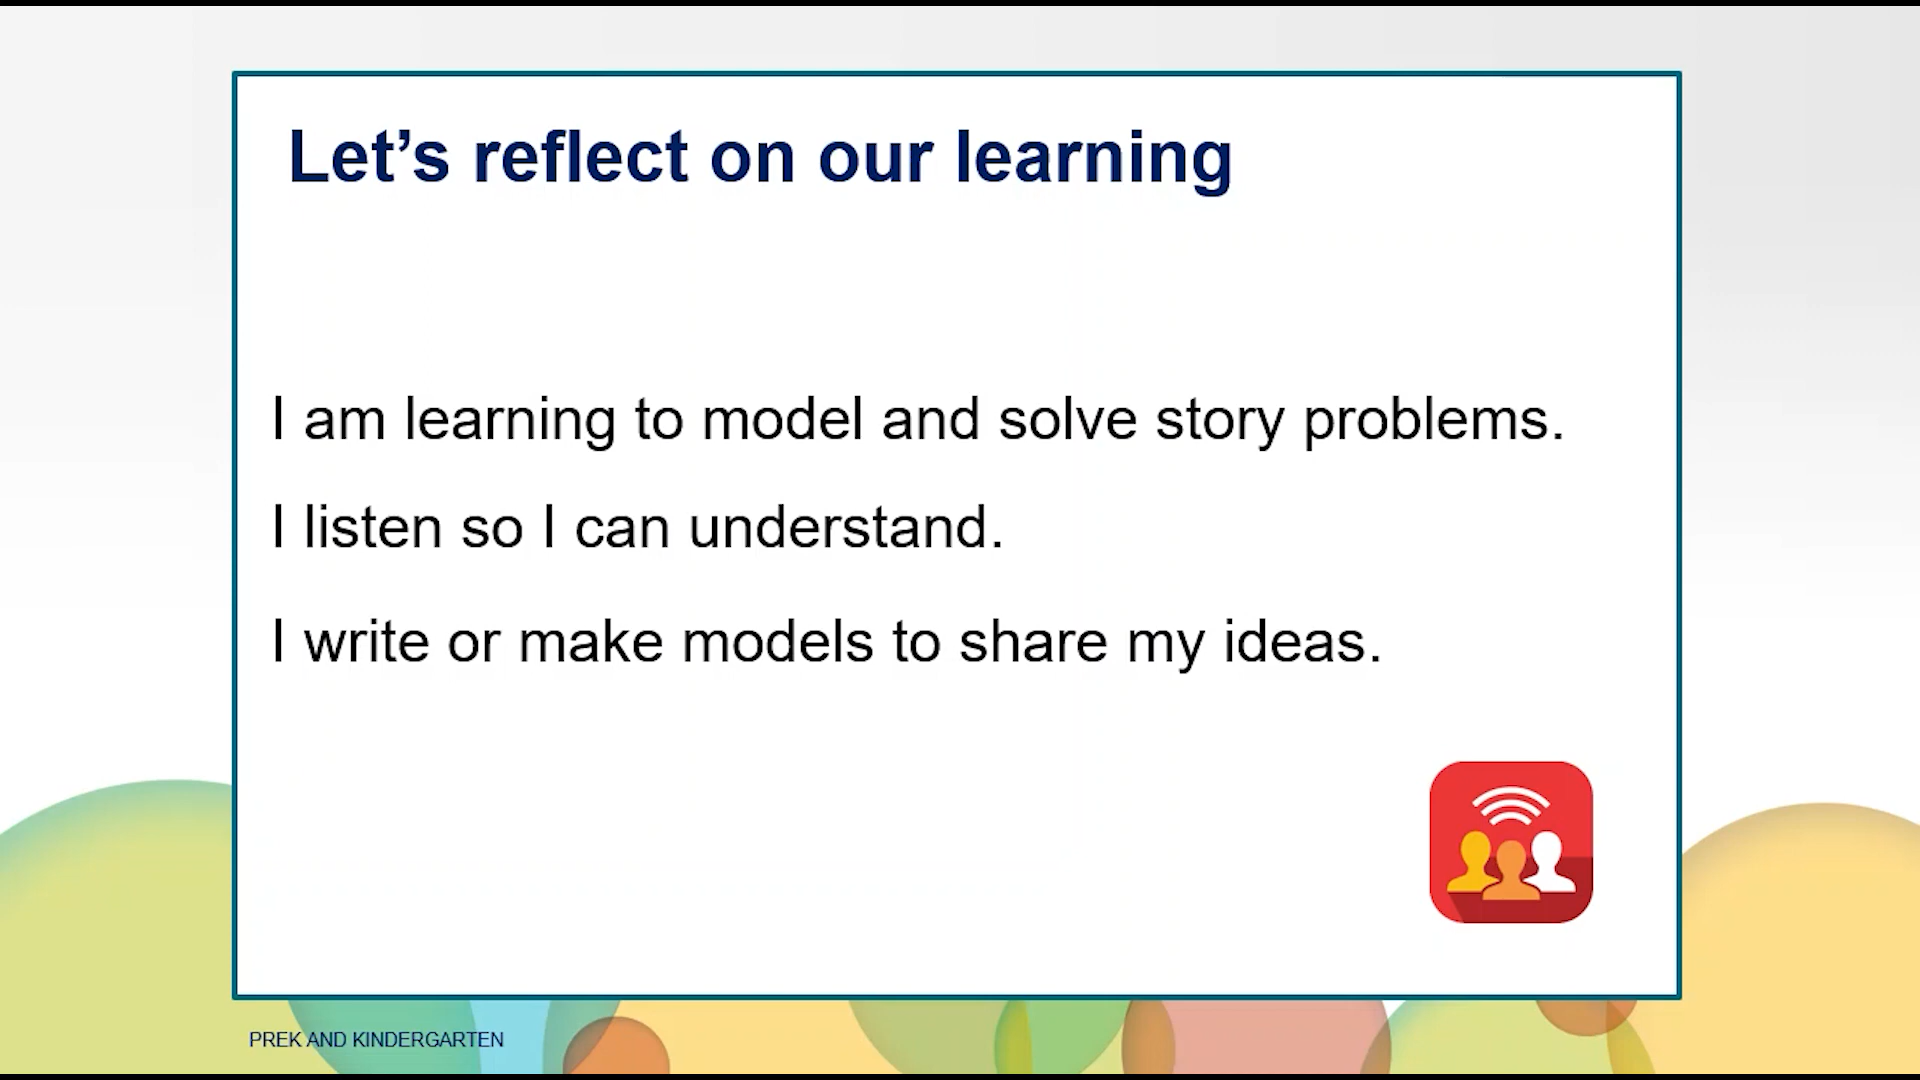 Let’s reflect on our learning
I am learning to model and solve story problems.
I listen so I can understand.
I write or make models to share my ideas.
PREK AND KINDERGARTEN